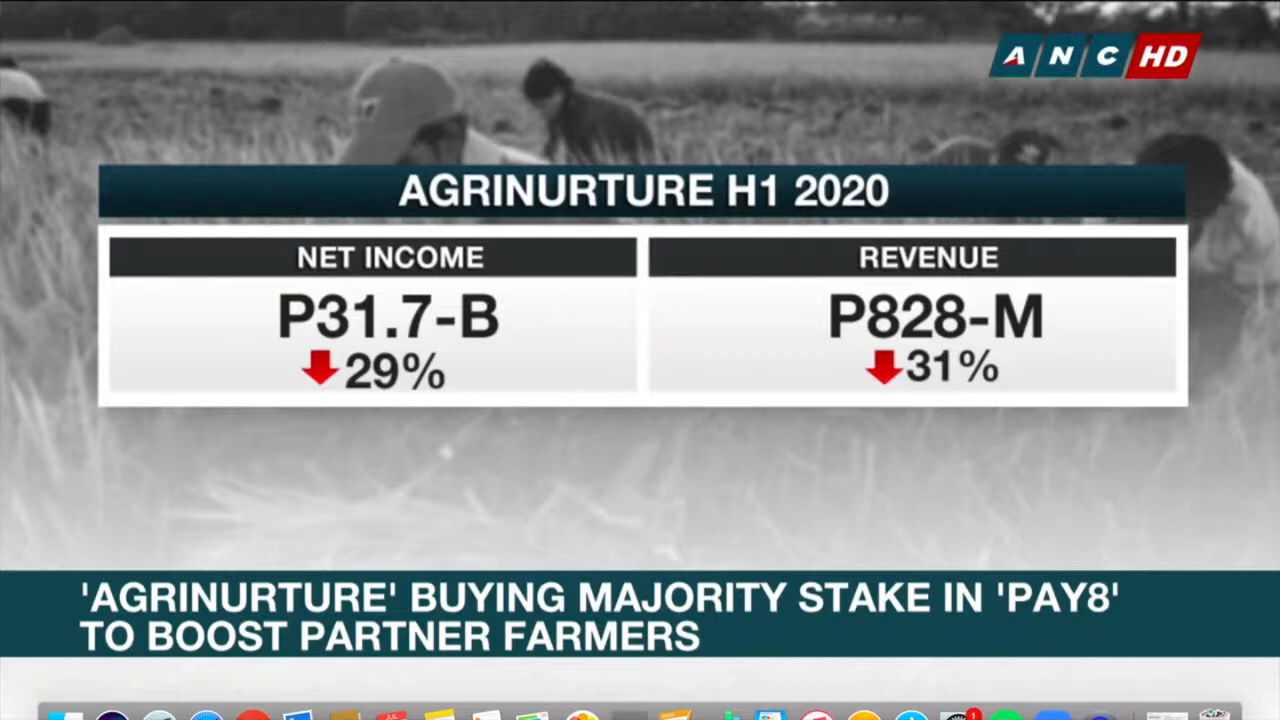 ANC HD
AGRINURTURE H1 2020
NET INCOME
P31.7-B
29%
REVENUE
P828-M
31%
'AGRINURTURE' BUYING MAJORITY STAKE IN 'PAY8'
TO BOOST PARTNER FARMERS
1